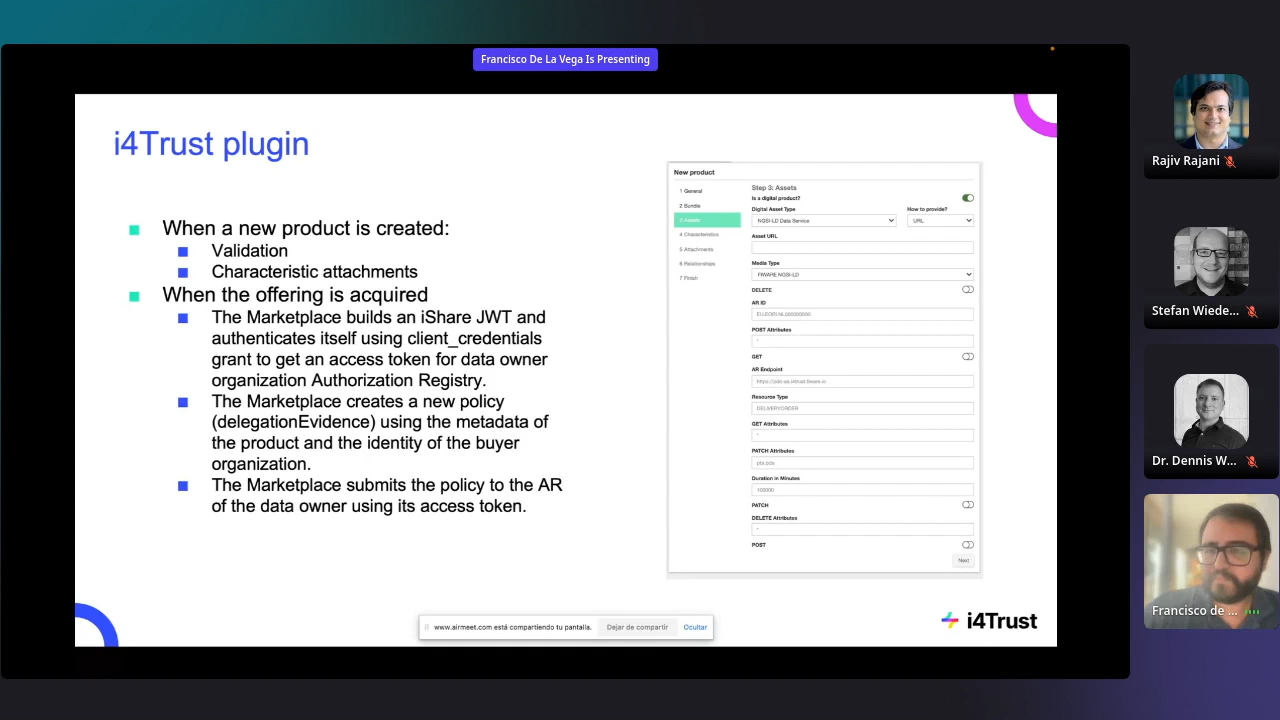 Francisco De La Vega Is Presenting
i4Trust plugin
When a new product is created:
Validation
Characteristic attachments
When the offering is acquired
The Marketplace builds an iShare JWT and
authenticates itself using client_credentials
grant to get an access token for data owner
organization Authorization Registry.
The Marketplace creates a new policy
(delegationEvidence) using the metadata of
the product and the identity of the buyer
organization.
The Marketplace submits the policy to the AR
of the data owner using its access token.
New product
1 General
2 Bundle
3 Assets
4 Characteristics
5 Attachments
6 Relationships
7 Finish
Step 3: Assets
Is a digital product?
Digital Asset Type
How to provide?
NGSI-LD Data Service
URL
Asset URL
Media Type
FIWARE NGSI-LD
DELETE
AR ID
POST Attributes
*
GET
AR Endpoint
Resource Type
DELIVERYORDER
GET Attributes
*
PATCH Attributes
Duration in Minutes
100000
PATCH
DELETE Attributes
*
POST
Next
www.airmeet.com está compartiendo tu pantalla.
Dejar de compartir
Ocultar
i4Trust
Rajiv Rajani
Stefan Wiede...
Dr. Dennis W...
Francisco de ...